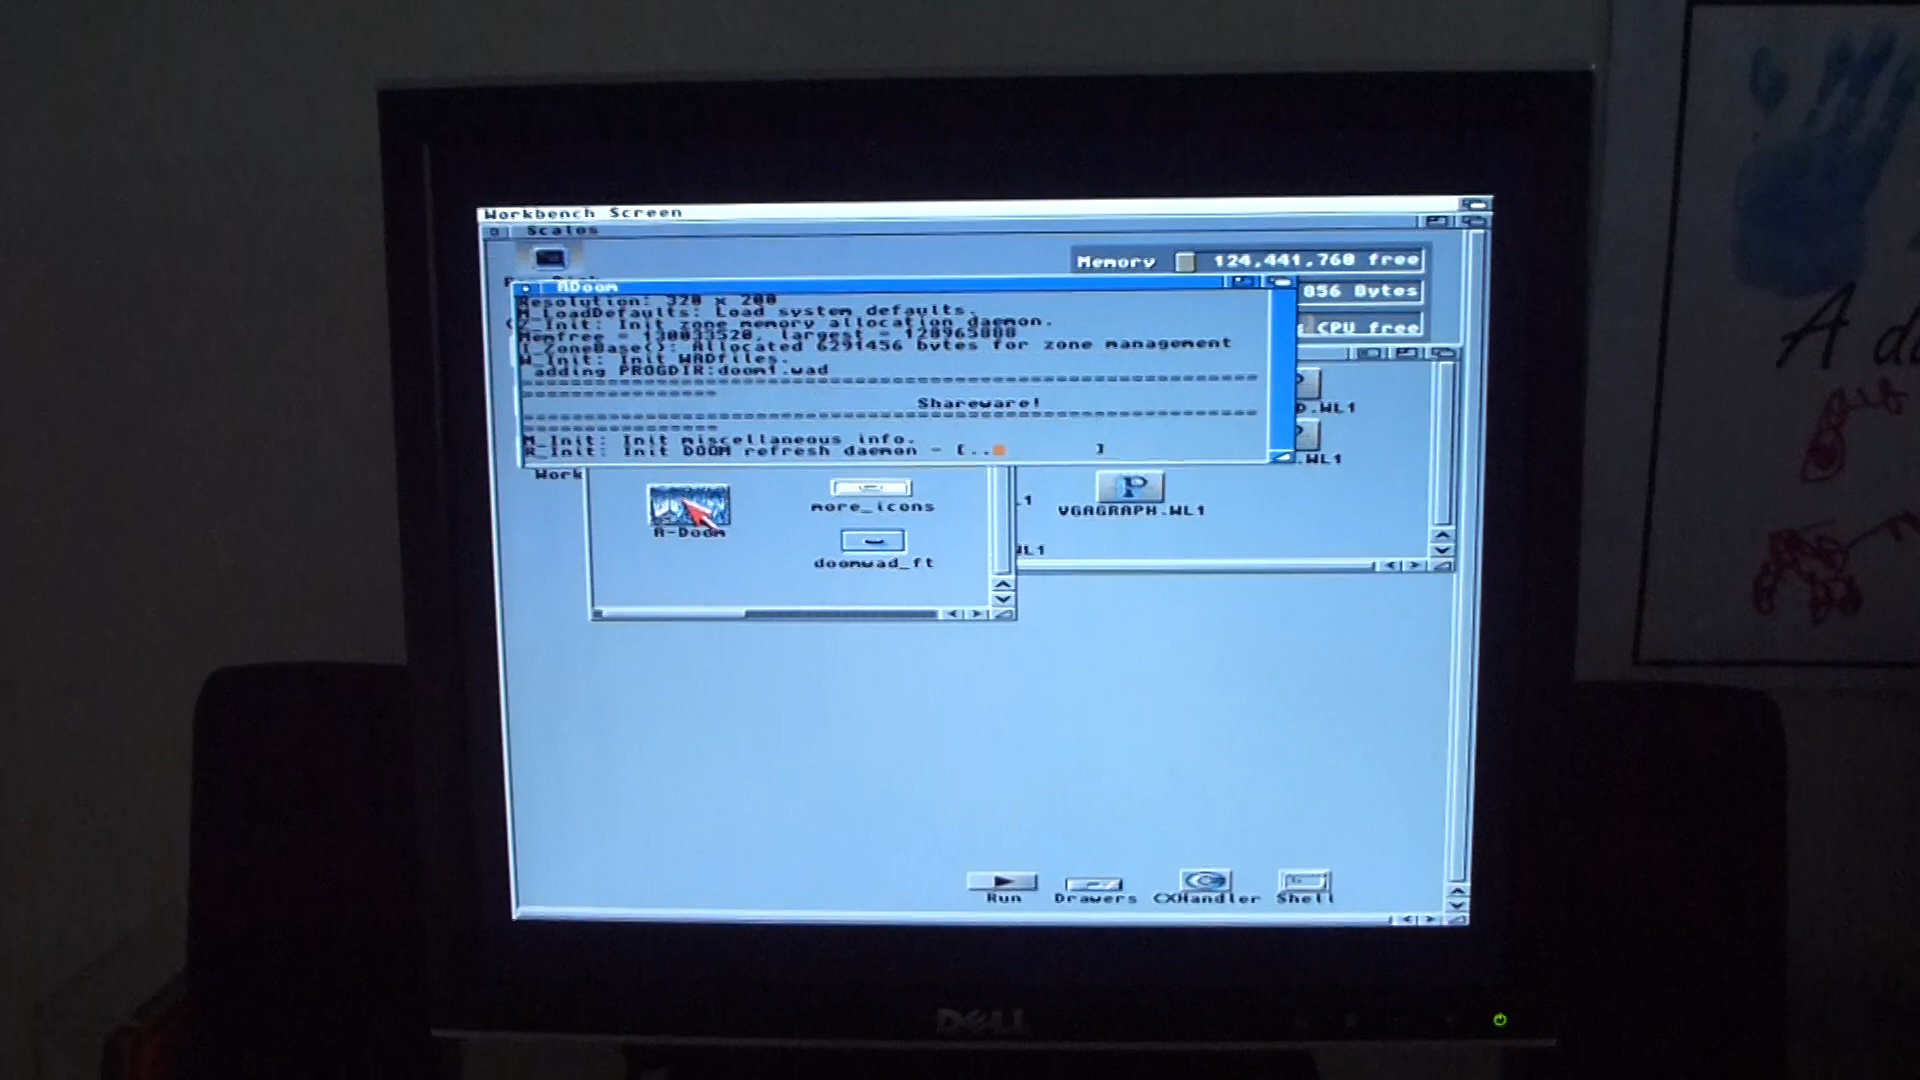 Workbench Screen
Scalos
Memory 124,441,760 free
ADoom
856 Bytes
CPU free
Resolution: 320 x 200
M_LoadDefaults: Load system defaults.
Z_Init: Init zone memory allocation daemon.
Memfree = 130033520, largest = 128965888
I_ZoneBase(): Allocated 6291456 bytes for zone management
W_Init: Init WADfiles.
adding PROGDIR:doom1.wad
Shareware!
M_Init: Init miscellaneous info.
R_Init: Init DOOM refresh daemon - [.. ]
.WL1
.WL1
Work
more_icons
A-Doom
doomwad_ft
VGAGRAPH.WL1
Run
Drawers
CXHandler
Shell
DELL
A